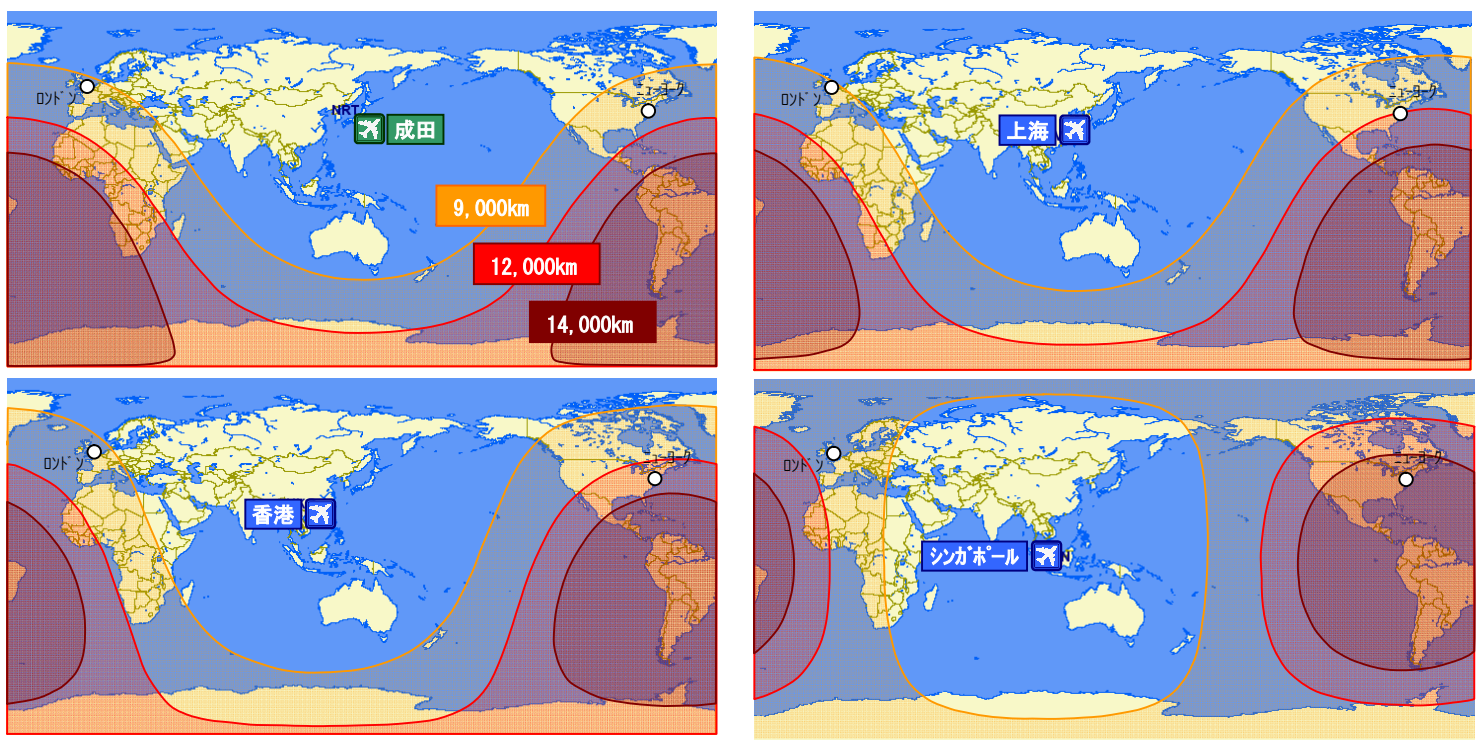 ロンドン
ニューヨーク
NRT
成田
9,000km
12,000km
14,000km
ロンドン
ニューヨーク
上海
ロンドン
ニューヨーク
香港
ロンドン
ニューヨーク
シンガポール